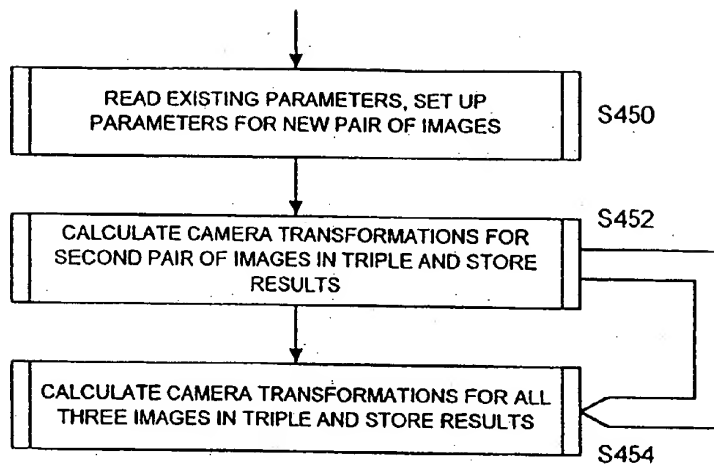 READ EXISTING PARAMETERS, SET UP
PARAMETERS FOR NEW PAIR OF IMAGES
S450
S452
CALCULATE CAMERA TRANSFORMATIONS FOR
SECOND PAIR OF IMAGES IN TRIPLE AND STORE
RESULTS
CALCULATE CAMERA TRANSFORMATIONS FOR ALL
THREE IMAGES IN TRIPLE AND STORE RESULTS
S454